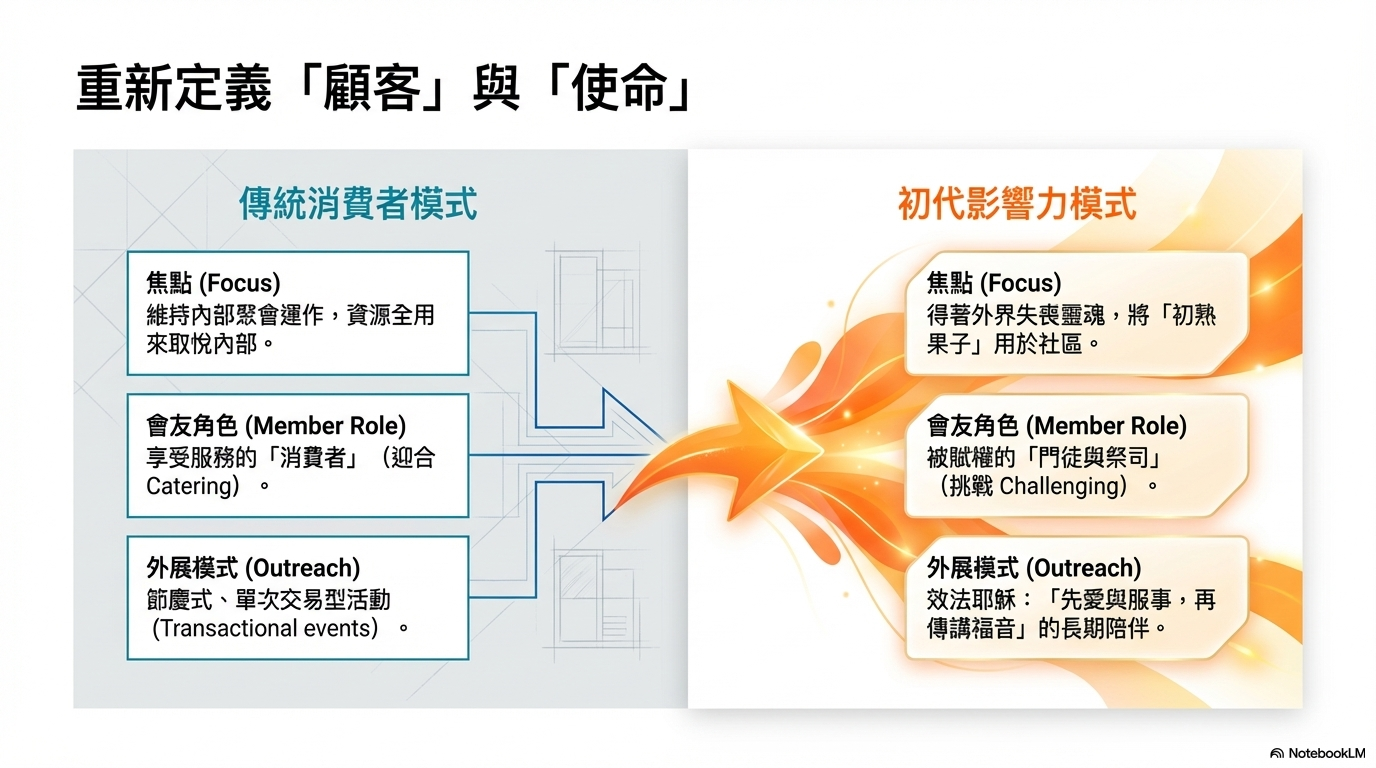 重新定義「顧客」與「使命」
傳統消費者模式
焦點 (Focus)
維持內部聚會運作，資源全用
來取悅內部。
會友角色 (Member Role)
享受服務的「消費者」（迎合
Catering）。
外展模式 (Outreach)
節慶式、單次交易型活動
（Transactional events）。
初代影響力模式
焦點 (Focus)
得著外界失喪靈魂，將「初熟
果子」用於社區。
會友角色 (Member Role)
被賦權的「門徒與祭司」
（挑戰 Challenging）。
外展模式 (Outreach)
效法耶穌：「先愛與服事，再
傳講福音」的長期陪伴。
NotebookLM